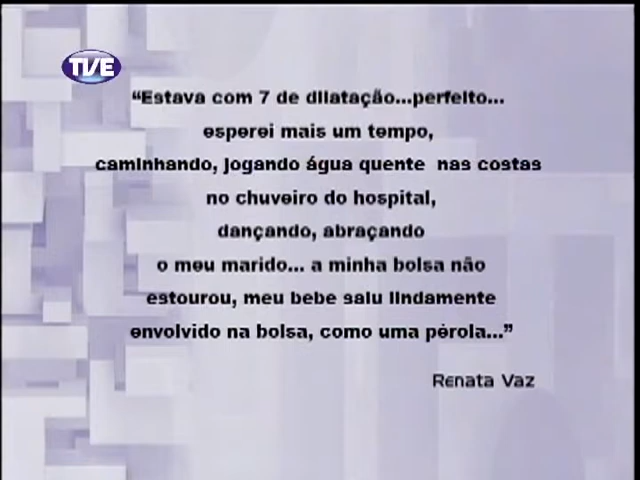 TVE
“Estava com 7 de dilatação...perfeito...
esperei mais um tempo,
caminhando, jogando água quente nas costas
no chuveiro do hospital,
dançando, abraçando
o meu marido... a minha bolsa não
estourou, meu bebe saiu lindamente
envolvido na bolsa, como uma pérola...”
Renata Vaz